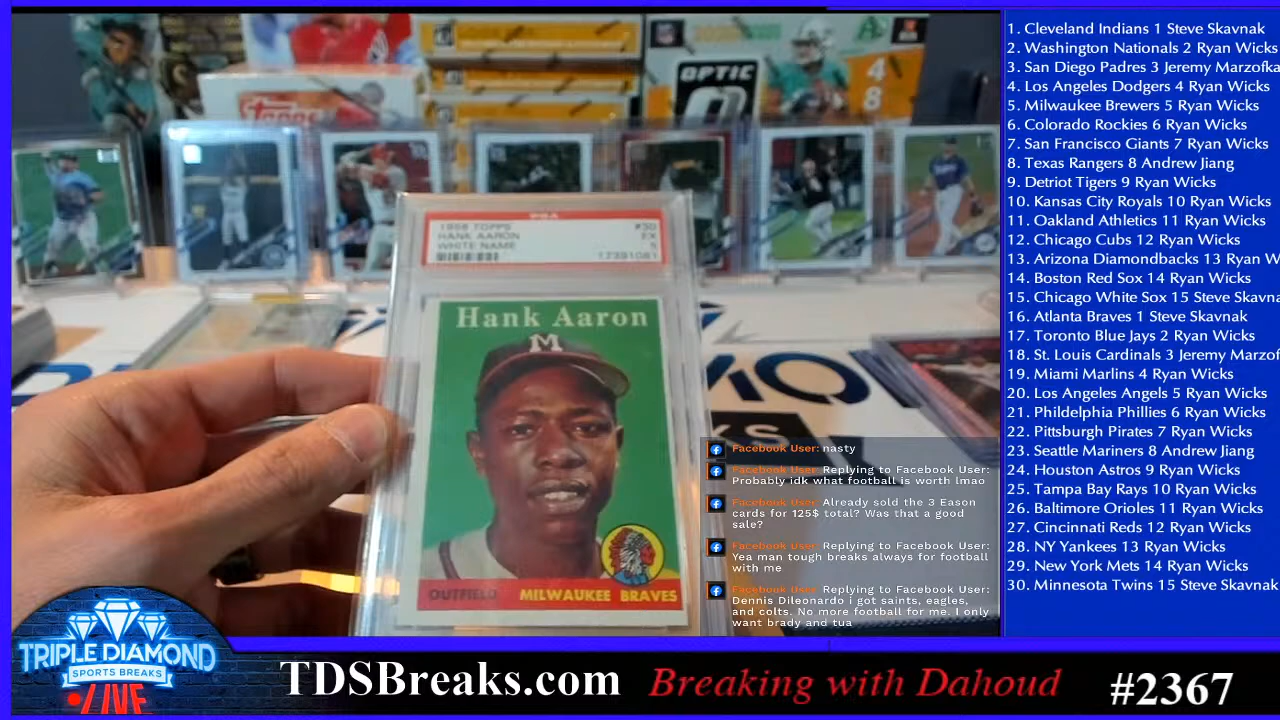 OPTIC
4
8
Topps
1958 TOPPS #30
HANK AARON EX
WHITE NAME 5
17391081
Hank Aaron
M
OUTFIELD MILWAUKEE BRAVES
Facebook User: nasty
Facebook User: Replying to Facebook User:
Probably idk what football is worth lmao
Facebook User: Already sold the 3 Eason
cards for 125$ total? Was that a good
sale?
Facebook User: Replying to Facebook User:
Yea man tough breaks always for football
with me
Facebook User: Replying to Facebook User:
Dennis Dileonardo i got saints, eagles,
and colts. No more football for me. I only
want brady and tua
1. Cleveland Indians 1 Steve Skavnak
2. Washington Nationals 2 Ryan Wicks
3. San Diego Padres 3 Jeremy Marzofka
4. Los Angeles Dodgers 4 Ryan Wicks
5. Milwaukee Brewers 5 Ryan Wicks
6. Colorado Rockies 6 Ryan Wicks
7. San Francisco Giants 7 Ryan Wicks
8. Texas Rangers 8 Andrew Jiang
9. Detriot Tigers 9 Ryan Wicks
10. Kansas City Royals 10 Ryan Wicks
11. Oakland Athletics 11 Ryan Wicks
12. Chicago Cubs 12 Ryan Wicks
13. Arizona Diamondbacks 13 Ryan W
14. Boston Red Sox 14 Ryan Wicks
15. Chicago White Sox 15 Steve Skavna
16. Atlanta Braves 1 Steve Skavnak
17. Toronto Blue Jays 2 Ryan Wicks
18. St. Louis Cardinals 3 Jeremy Marzof
19. Miami Marlins 4 Ryan Wicks
20. Los Angeles Angels 5 Ryan Wicks
21. Phildelphia Phillies 6 Ryan Wicks
22. Pittsburgh Pirates 7 Ryan Wicks
23. Seattle Mariners 8 Andrew Jiang
24. Houston Astros 9 Ryan Wicks
25. Tampa Bay Rays 10 Ryan Wicks
26. Baltimore Orioles 11 Ryan Wicks
27. Cincinnati Reds 12 Ryan Wicks
28. NY Yankees 13 Ryan Wicks
29. New York Mets 14 Ryan Wicks
30. Minnesota Twins 15 Steve Skavnak
TRIPLE DIAMOND
SPORTS BREAKS
LIVE
TDSBreaks.com
Breaking with Dahoud
#2367